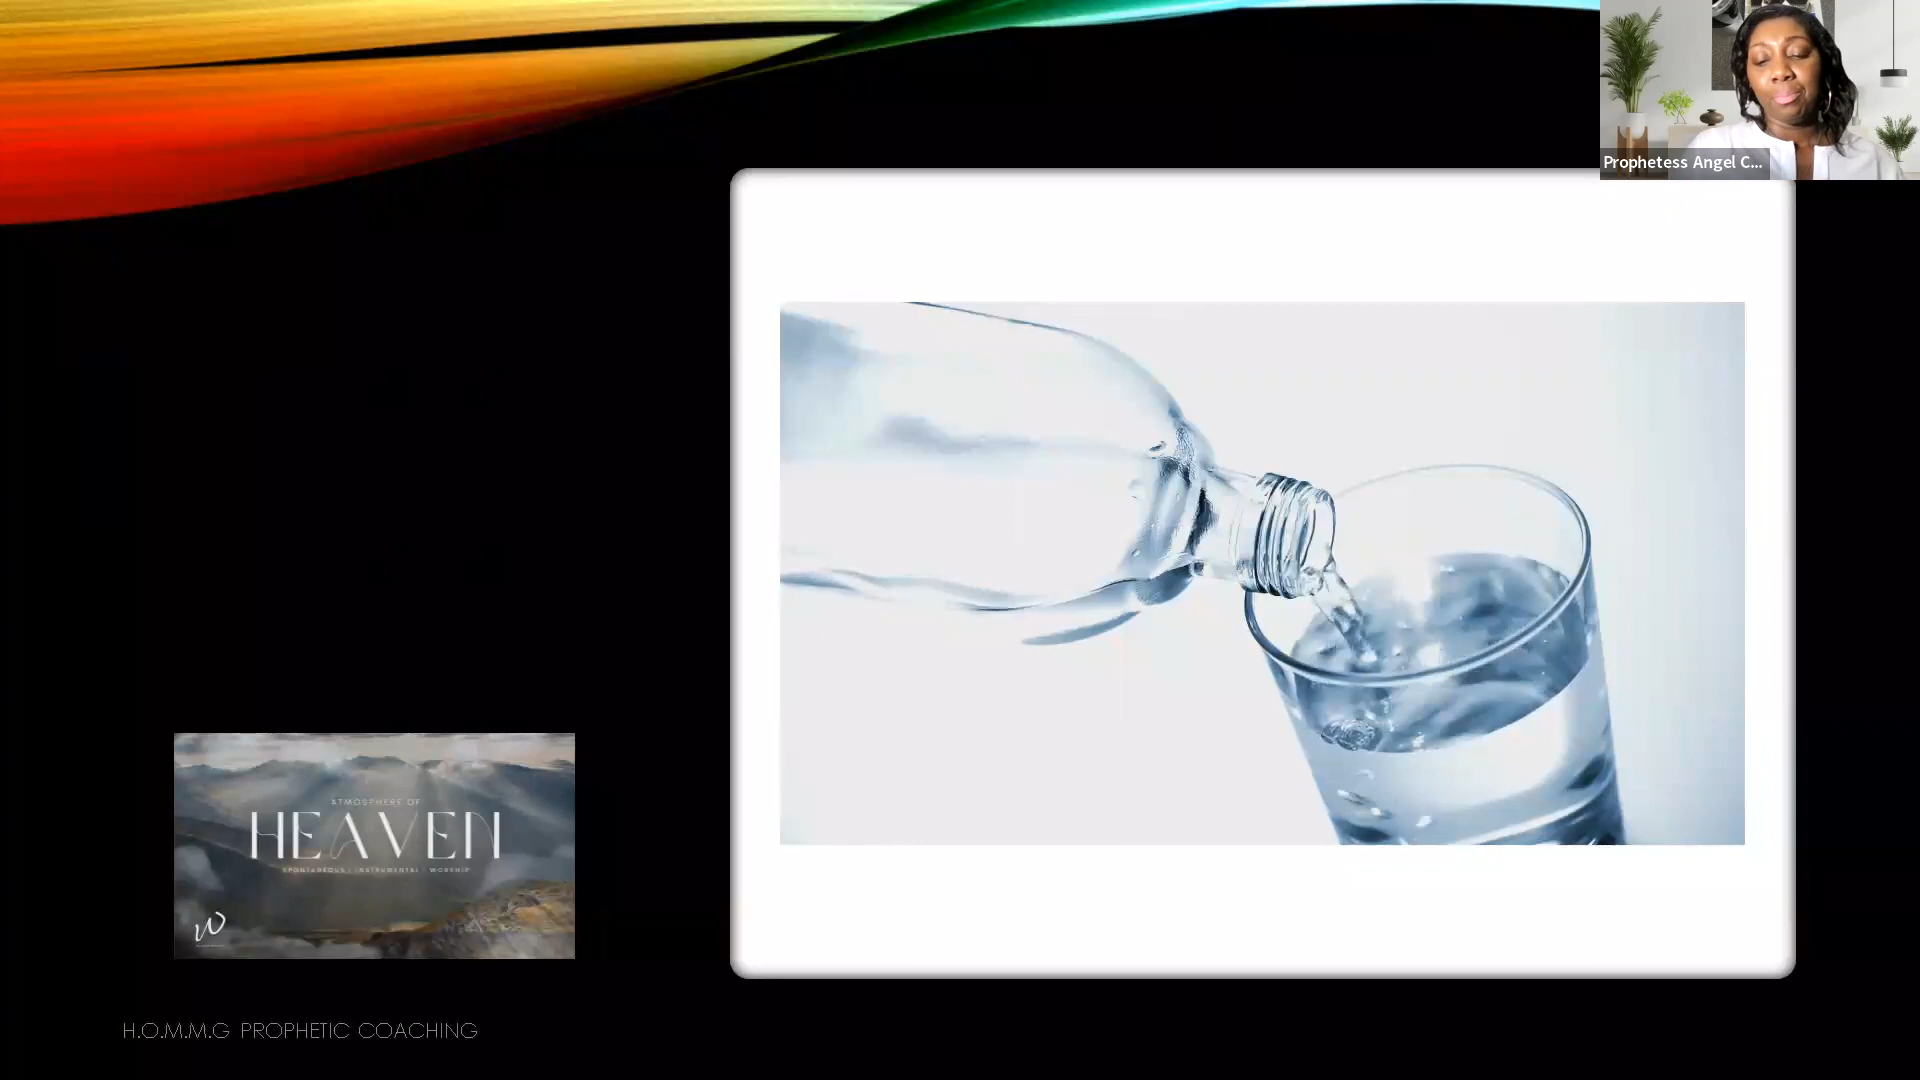 Prophetess Angel C...
ATMOSPHERE OF
HEAVEN
SPONTANEOUS | INSTRUMENTAL | WORSHIP
W
H.O.M.M.G PROPHETIC COACHING